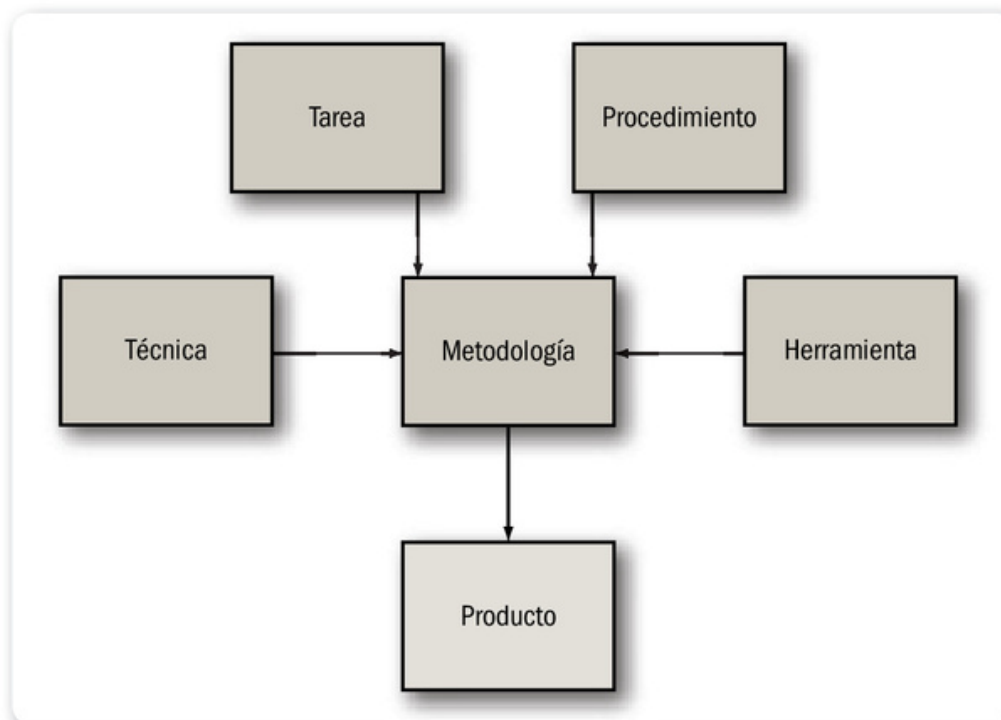 Tarea
Procedimiento
Técnica
Metodología
Herramienta
Producto